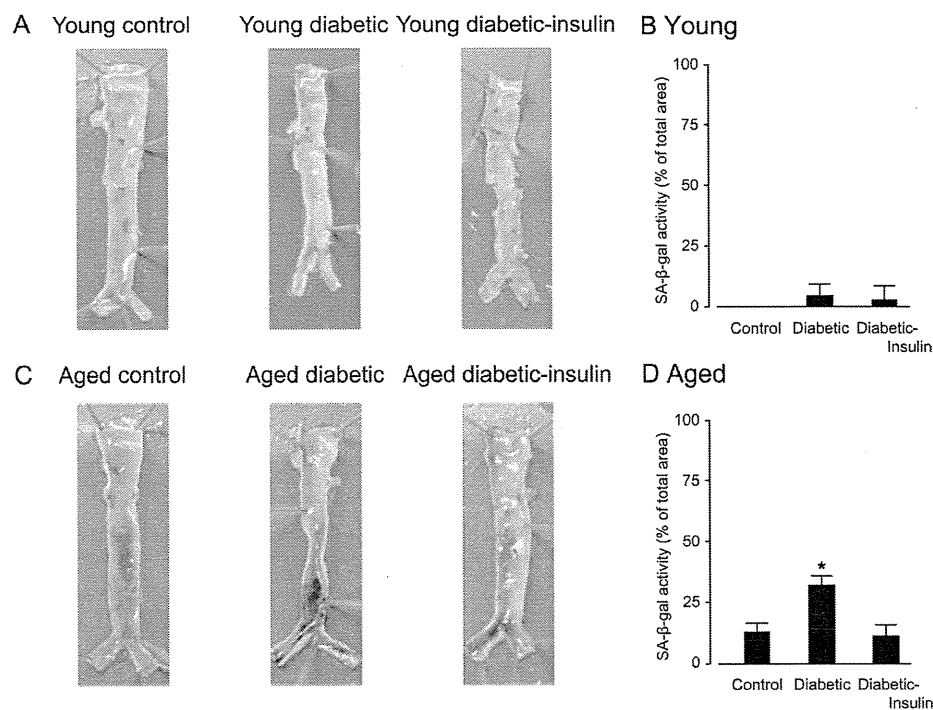 A Young control Young diabetic Young diabetic-insulin B Young
SA-β-gal activity (% of total area)
100
75
50
25
0
Control Diabetic Diabetic-Insulin
C Aged control Aged diabetic Aged diabetic-insulin D Aged
SA-β-gal activity (% of total area)
100
75
50
25
0
*
Control Diabetic Diabetic-Insulin